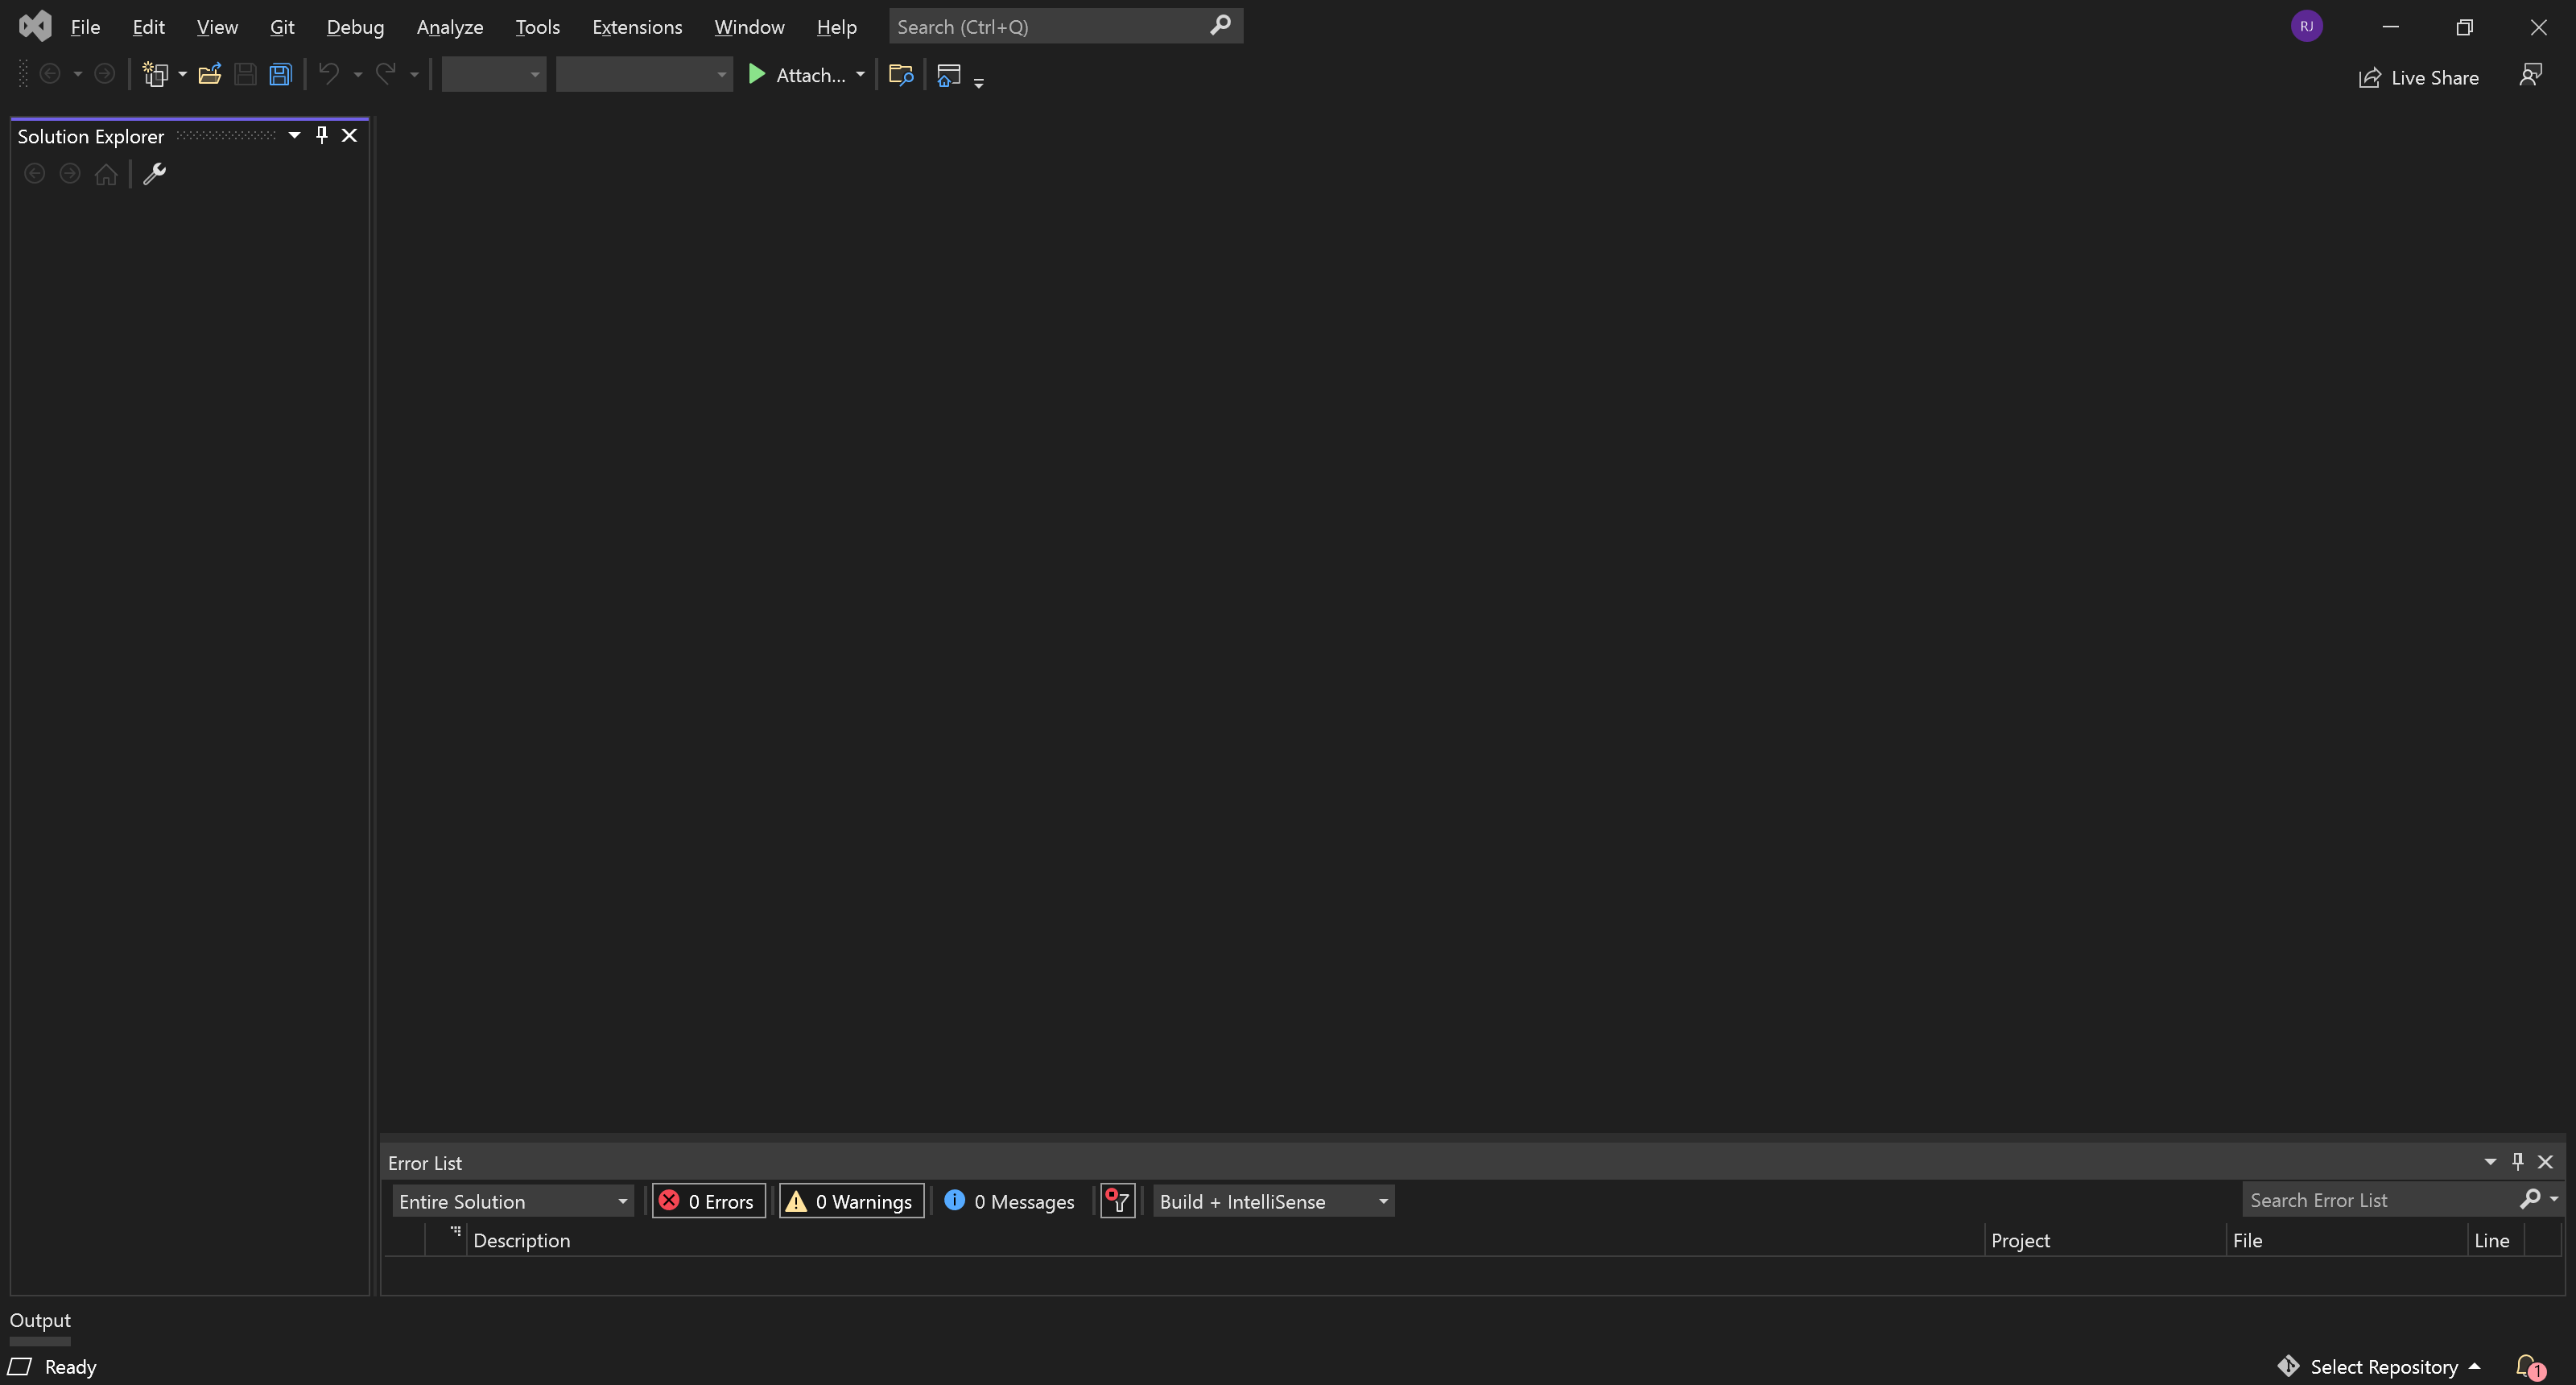 File Edit View Git Debug Analyze Tools Extensions Window Help Search (Ctrl+Q) RJ
Attach... Live Share
Solution Explorer
Error List
Entire Solution 0 Errors 0 Warnings 0 Messages Build + IntelliSense Search Error List
Description Project File Line
Output
Ready Select Repository 1